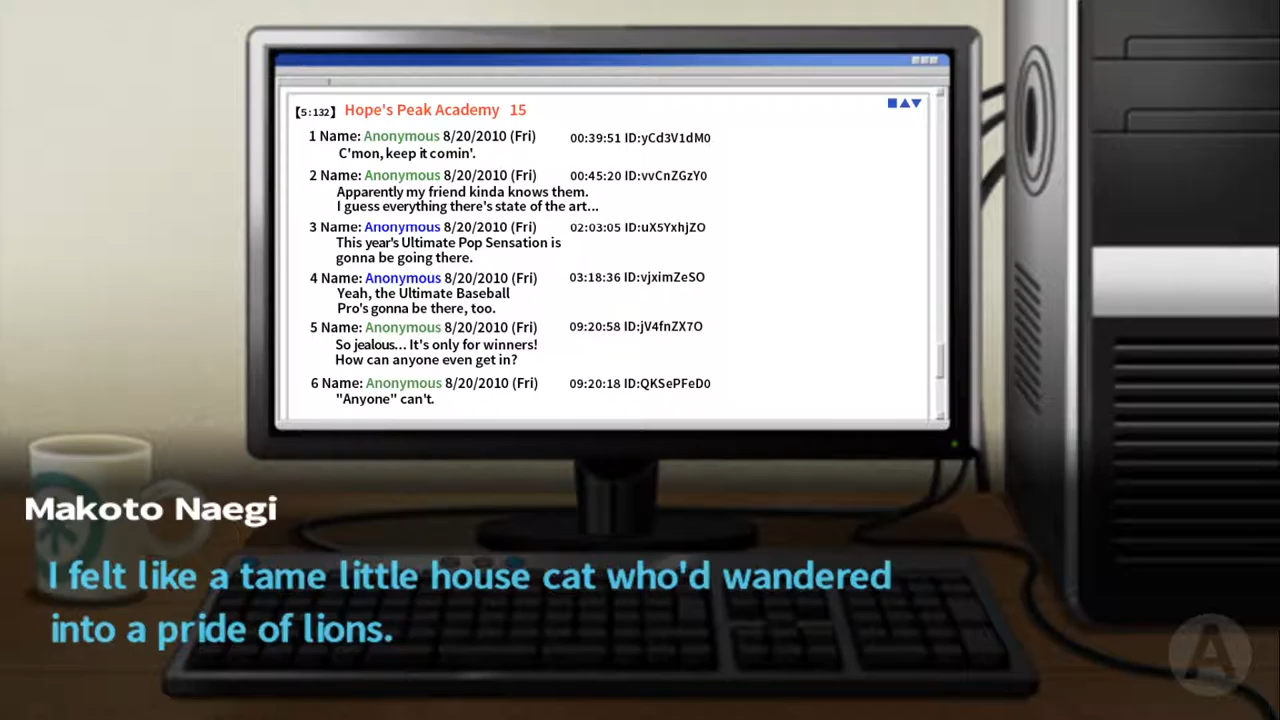 【5:132】 Hope's Peak Academy 15
1 Name: Anonymous 8/20/2010 (Fri) 00:39:51 ID:yCd3V1dM0
C'mon, keep it comin'.
2 Name: Anonymous 8/20/2010 (Fri) 00:45:20 ID:vvCnZGzY0
Apparently my friend kinda knows them.
I guess everything there's state of the art...
3 Name: Anonymous 8/20/2010 (Fri) 02:03:05 ID:uX5YxhjZO
This year's Ultimate Pop Sensation is
gonna be going there.
4 Name: Anonymous 8/20/2010 (Fri) 03:18:36 ID:vjximZeSO
Yeah, the Ultimate Baseball
Pro's gonna be there, too.
5 Name: Anonymous 8/20/2010 (Fri) 09:20:58 ID:jV4fnZX7O
So jealous... It's only for winners!
How can anyone even get in?
6 Name: Anonymous 8/20/2010 (Fri) 09:20:18 ID:QKSePFeD0
"Anyone" can't.
Makoto Naegi
I felt like a tame little house cat who'd wandered
into a pride of lions.
A